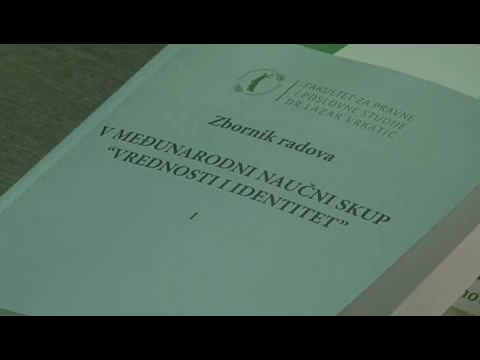 FAKULTET ZA PRAVNE
I POSLOVNE STUDIJE
DR LAZAR VRKATIĆ
Zbornik radova
V MEĐUNARODNI NAUČNI SKUP
“VREDNOSTI I IDENTITET”
I